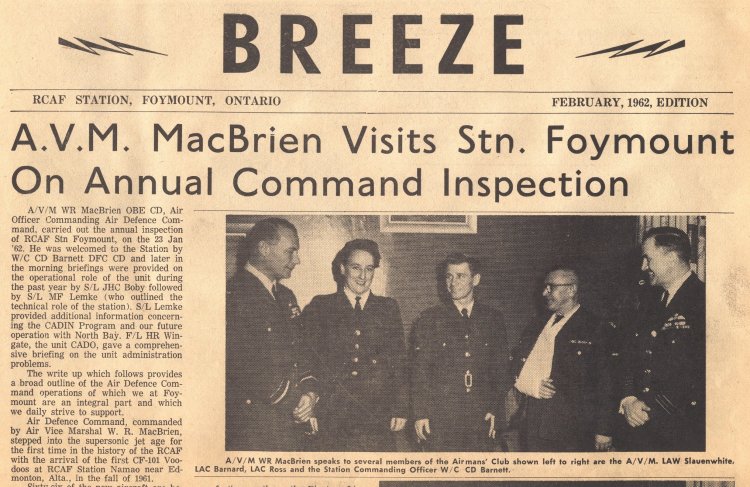 BREEZE
RCAF STATION, FOYMOUNT, ONTARIO
FEBRUARY, 1962, EDITION
A.V.M. MacBrien Visits Stn. Foymount
On Annual Command Inspection
A/V/M WR MacBrien OBE CD, Air
Officer Commanding Air Defence Com-
mand, carried out the annual inspection
of RCAF Stn Foymount, on the 23 Jan
'62. He was welcomed to the Station by
W/C CD Barnett DFC CD and later in
the morning briefings were provided on
the operational role of the unit during
the past year by S/L JHC Boby followed
by S/L MF Lemke (who outlined the
technical role of the station). S/L Lemke
provided additional information concern-
ing the CADIN Program and our future
operation with North Bay. F/L HR Win-
gate, the unit CADO, gave a comprehen-
sive briefing on the unit administration
problems.
The write up which follows provides
a broad outline of the Air Defence Com-
mand operations of which we at Foy-
mount are an integral part and which
we daily strive to support.
Air Defence Command, commanded
by Air Vice Marshal W. R. MacBrien,
stepped into the supersonic jet age for
the first time in the history of the RCAF
with the arrival of the first CF-101 Voo-
doos at RCAF Station Namao near Ed-
monton, Alta., in the fall of 1961.
A/V/M WR MacBrien speaks to several members of the Airmans' Club shown left to right are the A/V/M. LAW Slauenwhite,
LAC Barnard, LAC Ross and the Station Commanding Officer W/C CD Barnett.